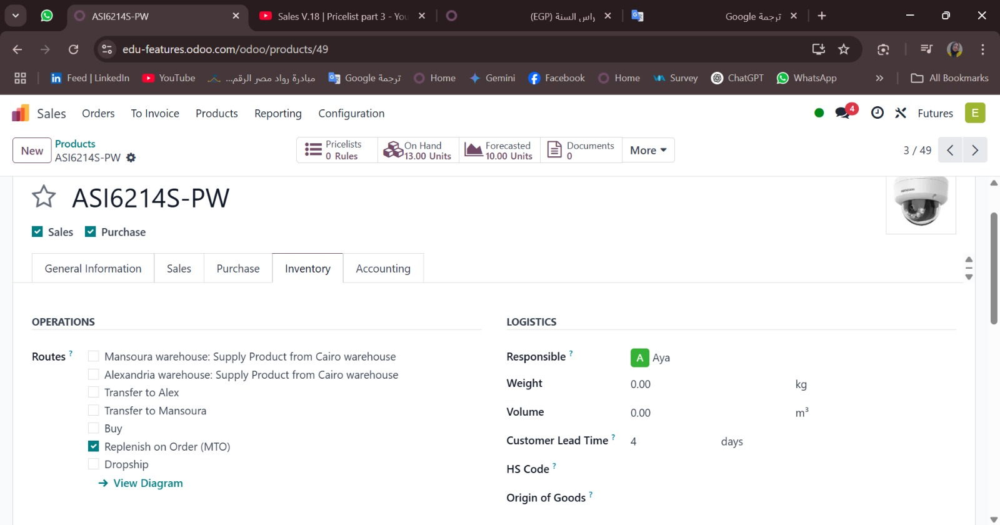 ASI6214S-PW
Sales V.18 | Pricelist part 3 - You
راس السنة (EGP)
ترجمة Google
edu-features.odoo.com/odoo/products/49
Feed | LinkedIn
YouTube
مبادرة رواد مصر الرقم...
ترجمة Google
Home
Gemini
Facebook
Home
Survey
ChatGPT
WhatsApp
All Bookmarks
Sales
Orders
To Invoice
Products
Reporting
Configuration
4
Futures
E
New
Products
ASI6214S-PW
Pricelists
0 Rules
On Hand
13.00 Units
Forecasted
10.00 Units
Documents
0
More
3 / 49
ASI6214S-PW
Sales
Purchase
General Information
Sales
Purchase
Inventory
Accounting
OPERATIONS
Routes ?
Mansoura warehouse: Supply Product from Cairo warehouse
Alexandria warehouse: Supply Product from Cairo warehouse
Transfer to Alex
Transfer to Mansoura
Buy
Replenish on Order (MTO)
Dropship
→ View Diagram
LOGISTICS
Responsible ?
A Aya
Weight
0.00
kg
Volume
0.00
m³
Customer Lead Time ?
4
days
HS Code ?
Origin of Goods ?